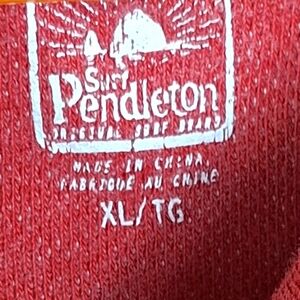 Surf
Pendleton
ORIGINAL SURF BRAND
MADE IN CHINA
FABRIQUE AU CHINE
XL/TG